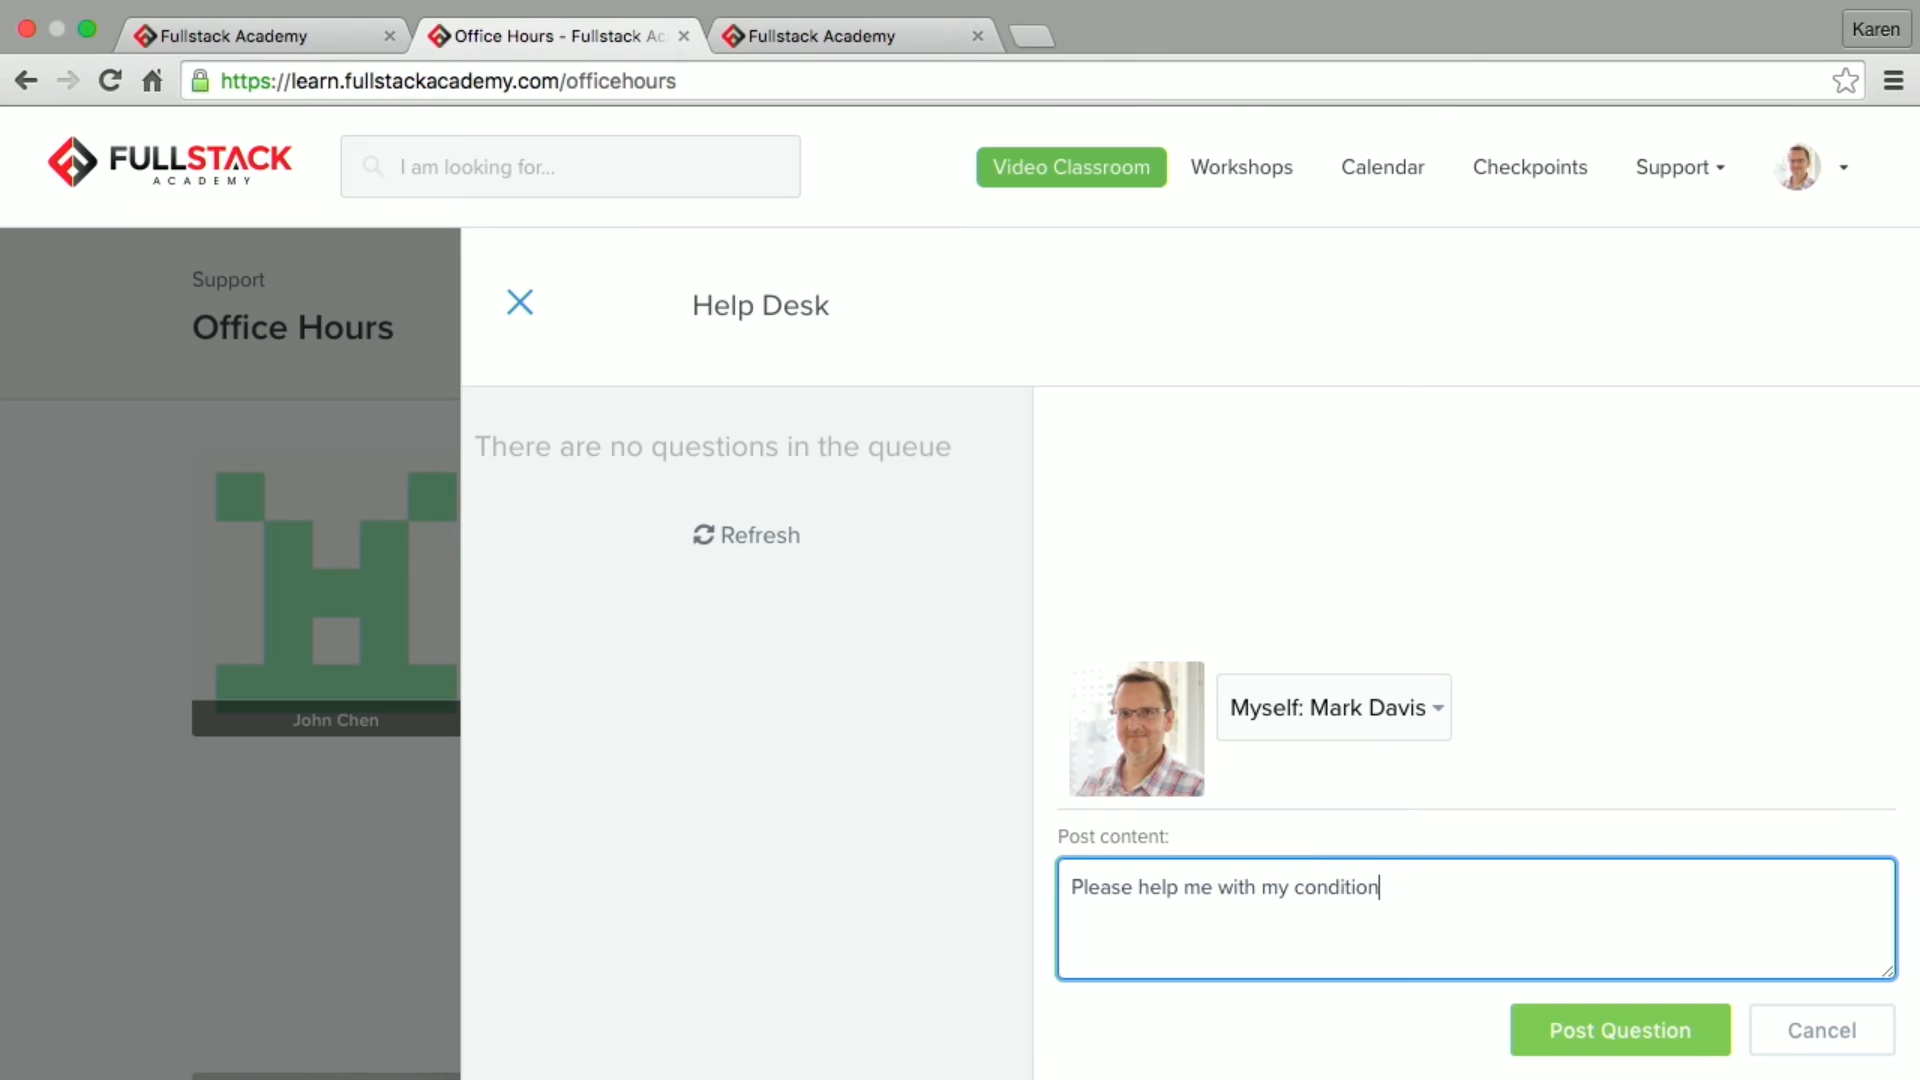 Fullstack Academy
Office Hours - Fullstack Ac
Fullstack Academy
Karen
https://learn.fullstackacademy.com/officehours
FULLSTACK
ACADEMY
I am looking for...
Video Classroom
Workshops
Calendar
Checkpoints
Support
Support
Office Hours
Help Desk
There are no questions in the queue
Refresh
John Chen
Myself: Mark Davis
Post content:
Please help me with my condition
Post Question
Cancel